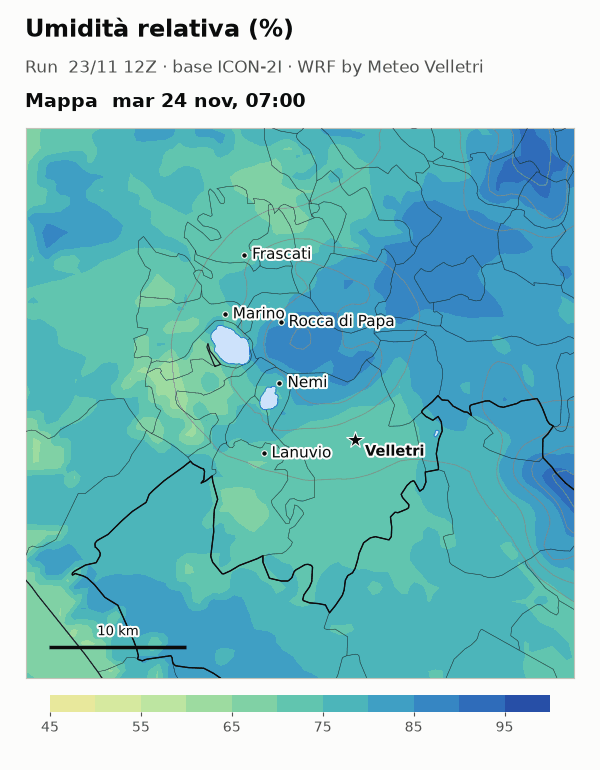 Umidità relativa (%)
Run  23/11 12Z · base ICON-2I · WRF by Meteo Velletri
Mappa  mar 24 nov, 07:00
Frascati
Marino
Rocca di Papa
Nemi
Velletri
Lanuvio
10 km
45 55 65 75 85 95